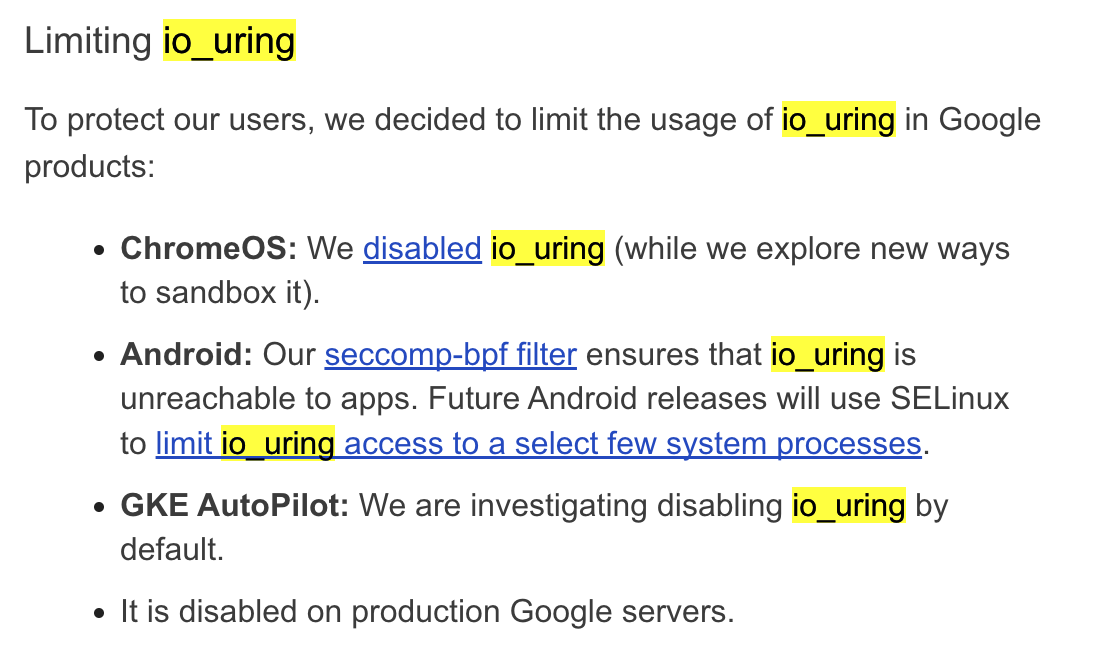 Limiting io_uring
To protect our users, we decided to limit the usage of io_uring in Google
products:
• ChromeOS: We disabled io_uring (while we explore new ways
to sandbox it).
• Android: Our seccomp-bpf filter ensures that io_uring is
unreachable to apps. Future Android releases will use SELinux
to limit io_uring access to a select few system processes.
• GKE AutoPilot: We are investigating disabling io_uring by
default.
• It is disabled on production Google servers.